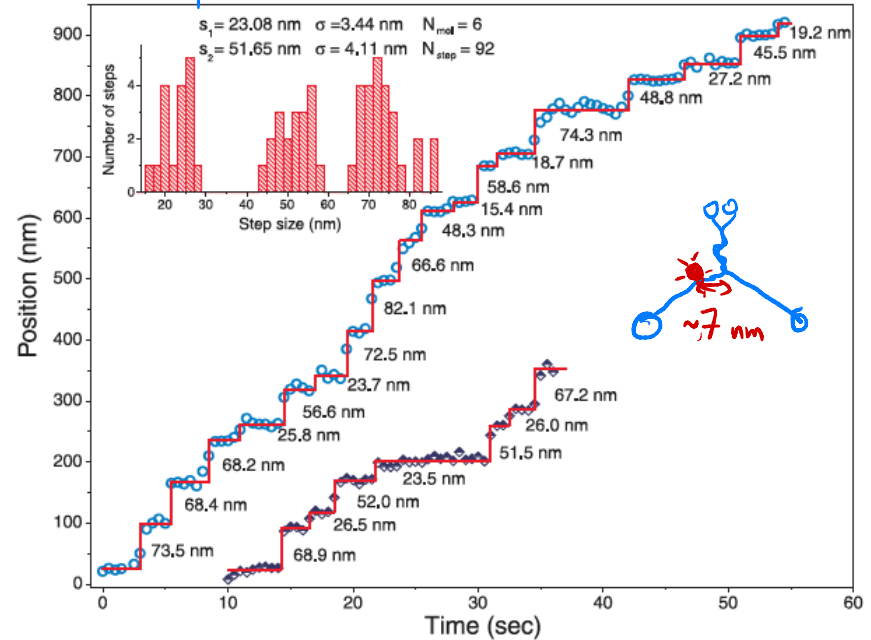 s₁= 23.08 nm σ=3.44 nm Nmol = 6
s₂= 51.65 nm σ = 4.11 nm Nstep = 92
Number of steps
4
2
0
20 30 40 50 60 70 80
Step size (nm)
Position (nm)
900
800
700
600
500
400
300
200
100
0
19.2 nm
45.5 nm
27.2 nm
48.8 nm
74.3 nm
18.7 nm
58.6 nm
15.4 nm
48.3 nm
66.6 nm
82.1 nm
72.5 nm
23.7 nm
56.6 nm
25.8 nm
68.2 nm
68.4 nm
73.5 nm
67.2 nm
26.0 nm
51.5 nm
23.5 nm
52.0 nm
26.5 nm
68.9 nm
~7 nm
0 10 20 30 40 50 60
Time (sec)